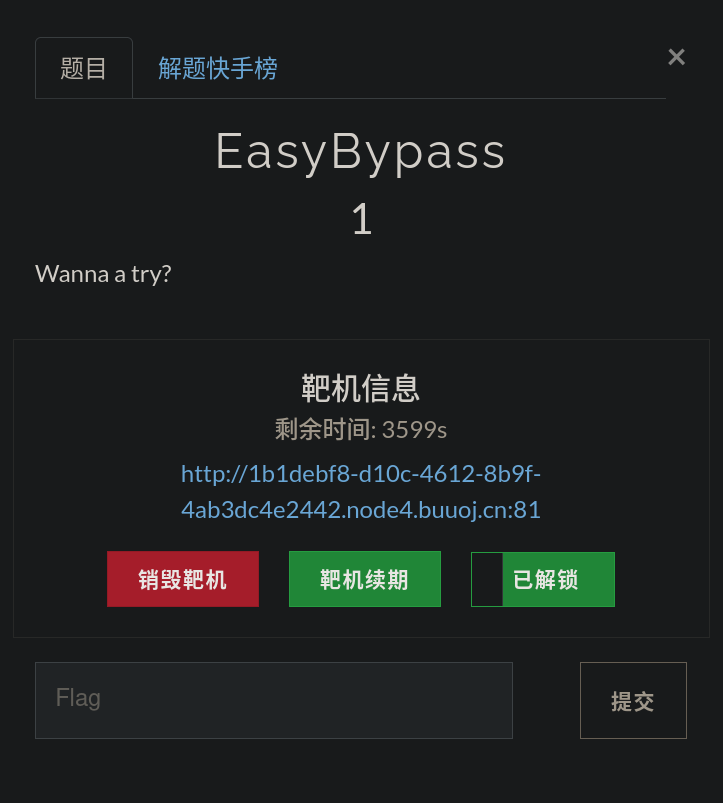 题目 解题快手榜 ×
EasyBypass
1
Wanna a try?
靶机信息
剩余时间: 3599s
http://1b1debf8-d10c-4612-8b9f-
4ab3dc4e2442.node4.buuoj.cn:81
销毁靶机 靶机续期 已解锁
Flag 提交